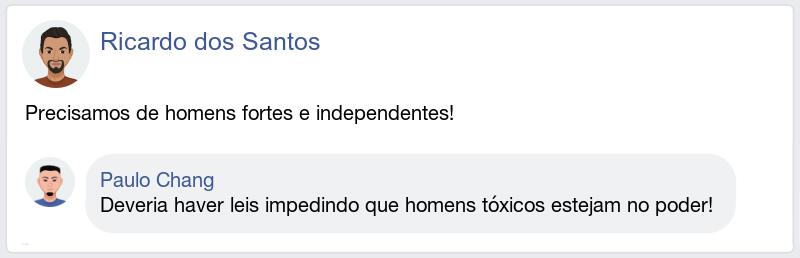 Ricardo dos Santos
Precisamos de homens fortes e independentes!
Paulo Chang
Deveria haver leis impedindo que homens tóxicos estejam no poder!